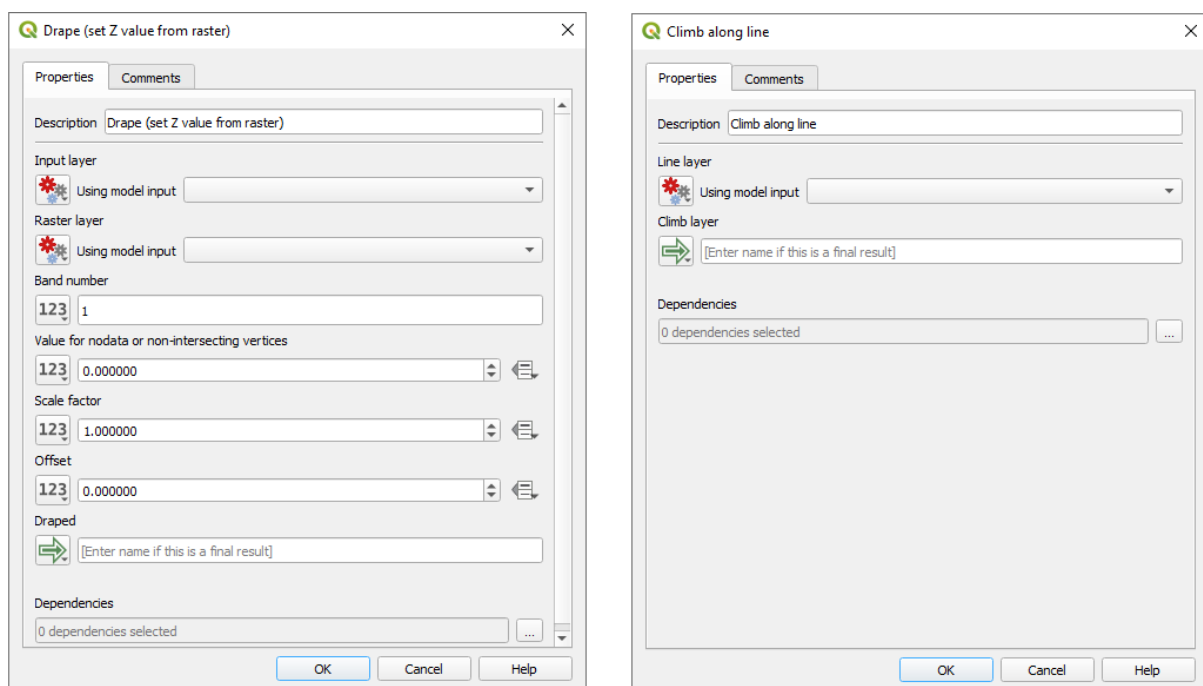 Drape (set Z value from raster)
Properties Comments
Description Drape (set Z value from raster)
Input layer
Using model input
Raster layer
Using model input
Band number
123 1
Value for nodata or non-intersecting vertices
123 0.000000
Scale factor
123 1.000000
Offset
123 0.000000
Draped
[Enter name if this is a final result]
Dependencies
0 dependencies selected ...
OK Cancel Help
Climb along line
Properties Comments
Description Climb along line
Line layer
Using model input
Climb layer
[Enter name if this is a final result]
Dependencies
0 dependencies selected ...
OK Cancel Help